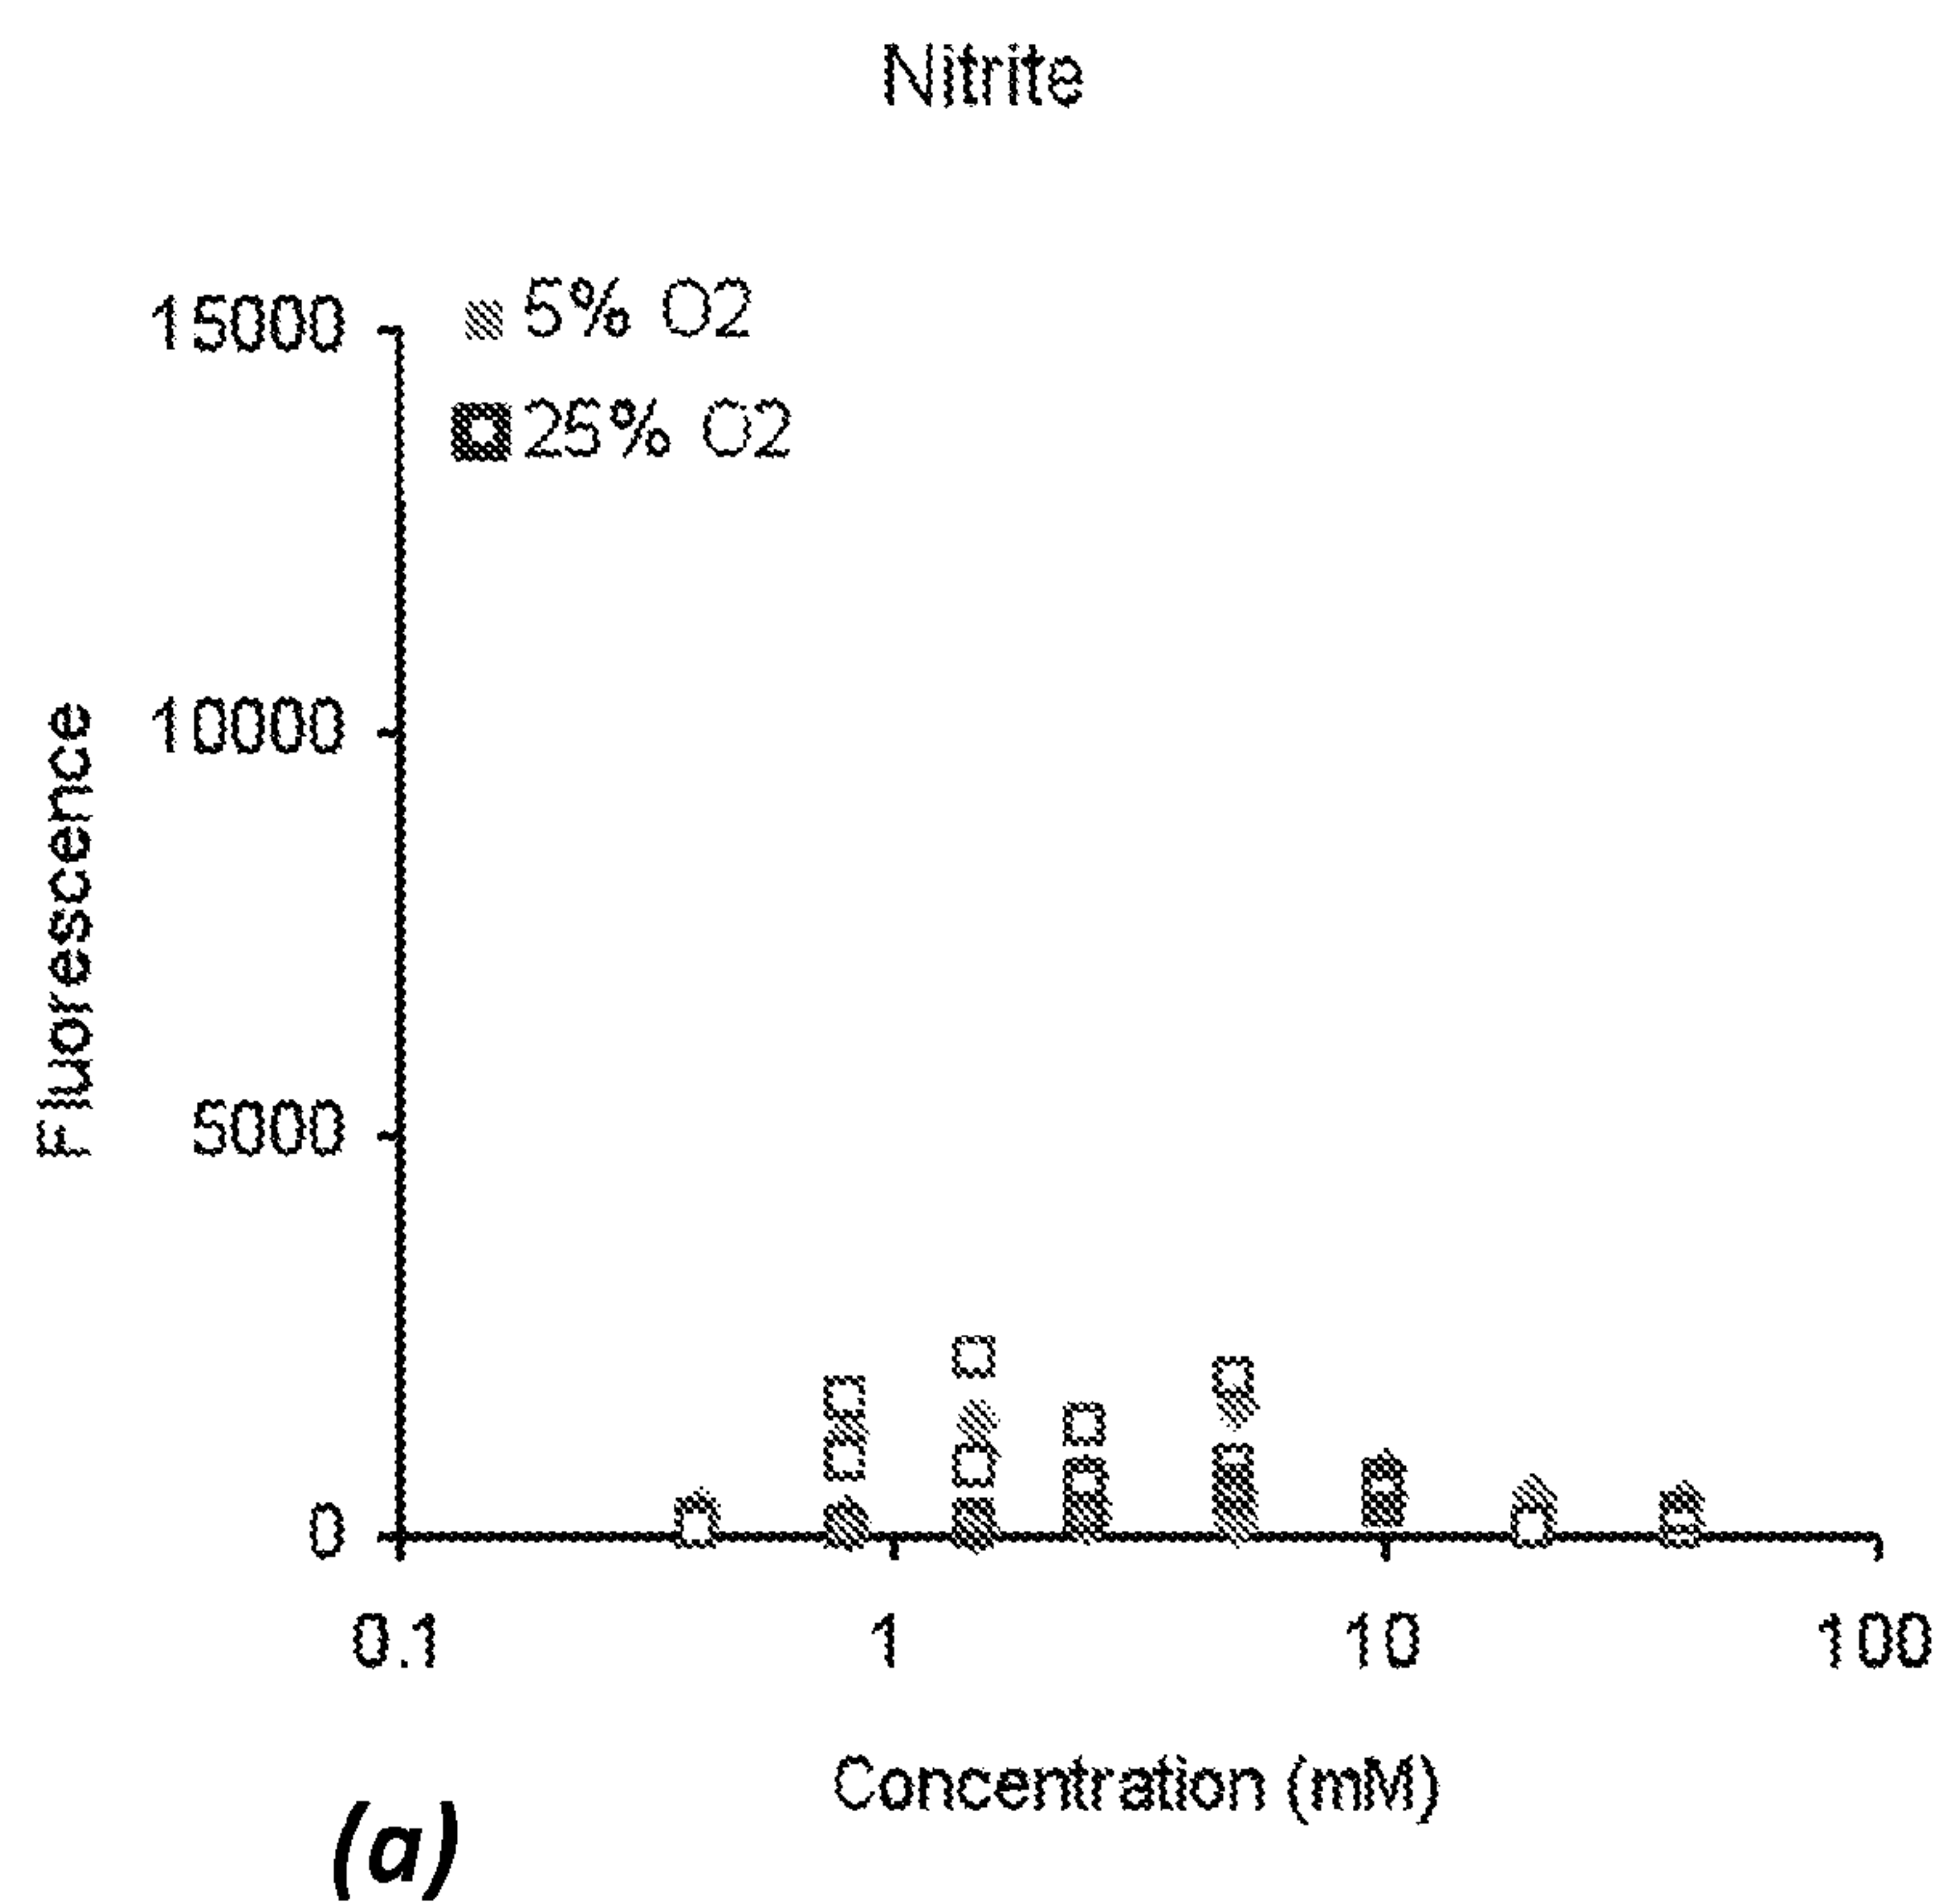 Nitrite
5% O2
25% O2
15000
10000
5000
0
Fluorescence
0.1
1
10
100
Concentration (mM)
(a)